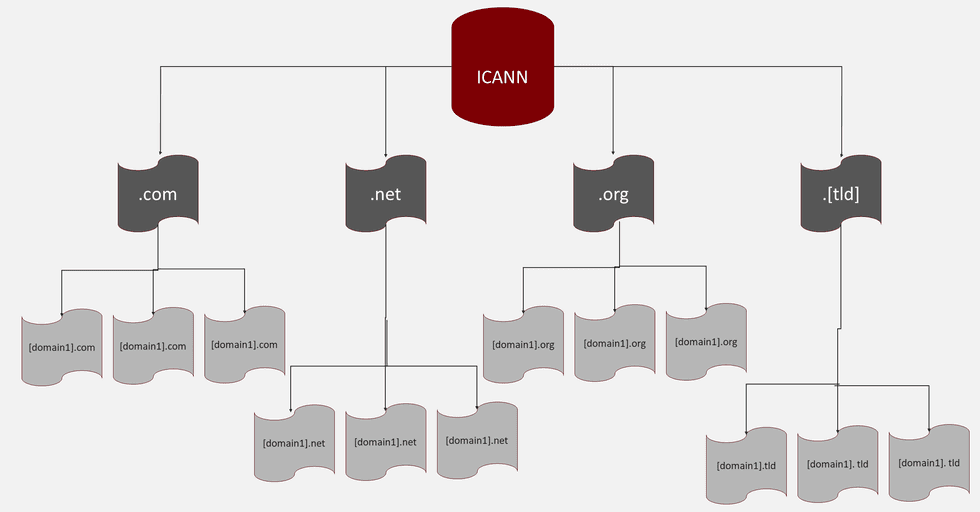 ICANN
.com
.net
.org
.[tld]
[domain1].com
[domain1].com
[domain1].com
[domain1].org
[domain1].org
[domain1].org
[domain1].net
[domain1].net
[domain1].net
[domain1].tld
[domain1]. tld
[domain1]. tld